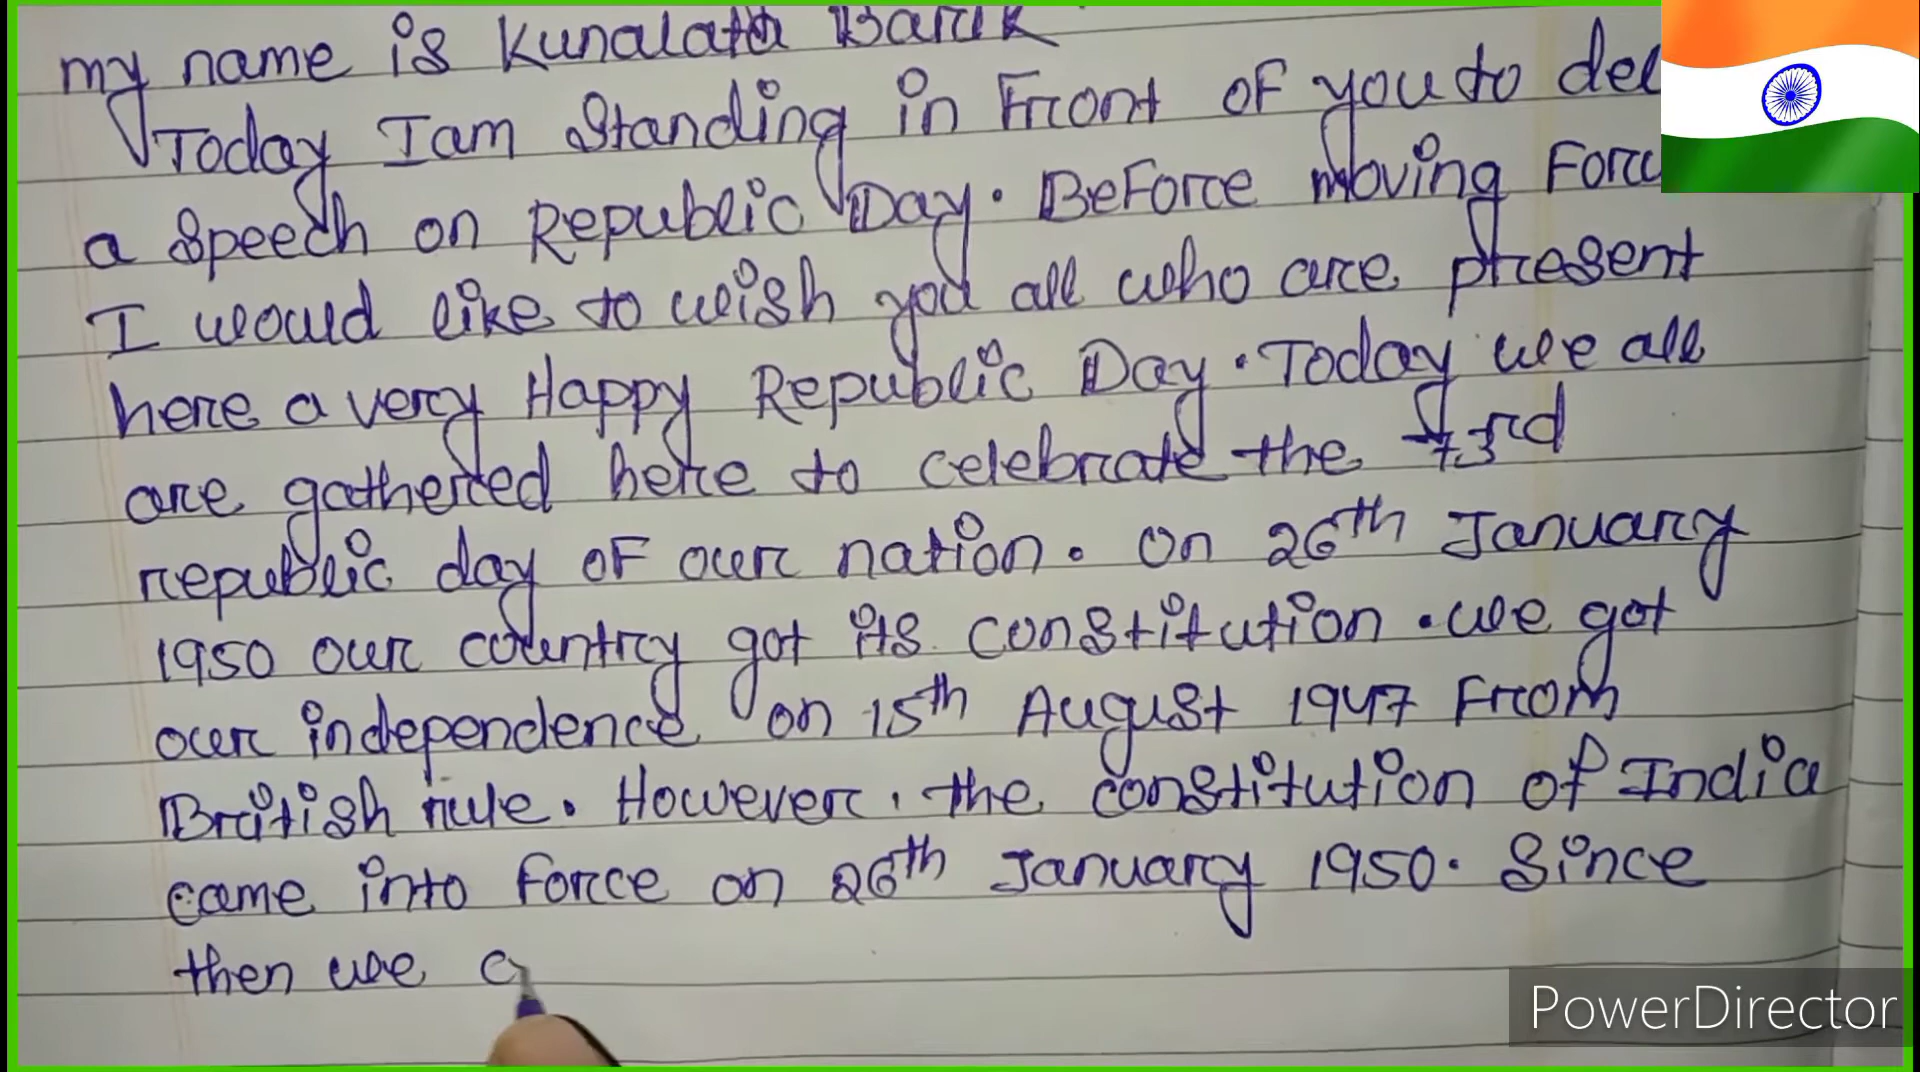 my name is Kunalata Barik
Today I am Standing in Front of you to del
a speech on Republic Day. Before moving Forw
I would like to wish you all who are present
here a very Happy Republic Day. Today we all
are gathered here to celebrate the 73rd
republic day of our nation. On 26th January
1950 our country got its constitution. we got
our independence on 15th August 1947 From
British rule. However, the constitution of India
came into force on 26th January 1950. Since
then we c
PowerDirector